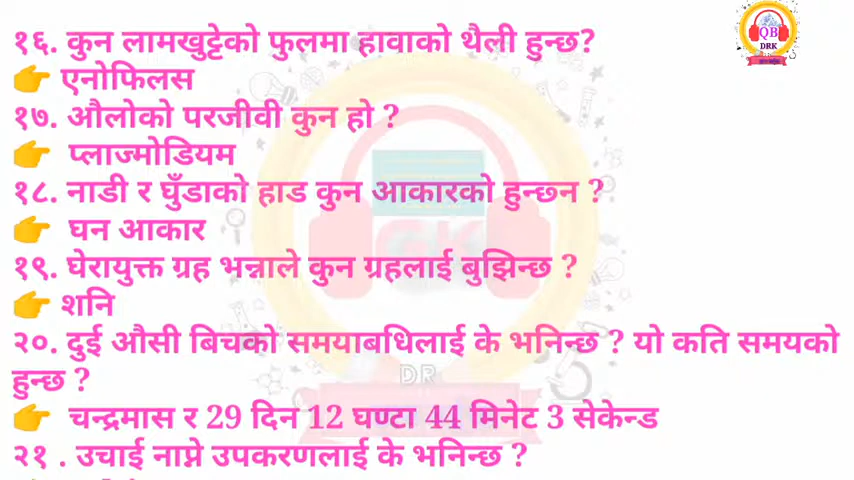 १६. कुन लामखुट्टेको फुलमा हावाको थैली हुन्छ?
👉 एनोफिलस
१७. औलोको परजीवी कुन हो ?
👉 प्लाज्मोडियम
१८. नाडी र घुँडाको हाड कुन आकारको हुन्छन ?
👉 घन आकार
१९. घेरायुक्त ग्रह भन्नाले कुन ग्रहलाई बुझिन्छ ?
👉 शनि
२०. दुई औसी बिचको समयाबधिलाई के भनिन्छ ? यो कति समयको
हुन्छ ?
👉 चन्द्रमास र 29 दिन 12 घण्टा 44 मिनेट 3 सेकेन्ड
२१ . उचाई नाप्ने उपकरणलाई के भनिन्छ ?
QB
DRK
GK
DR